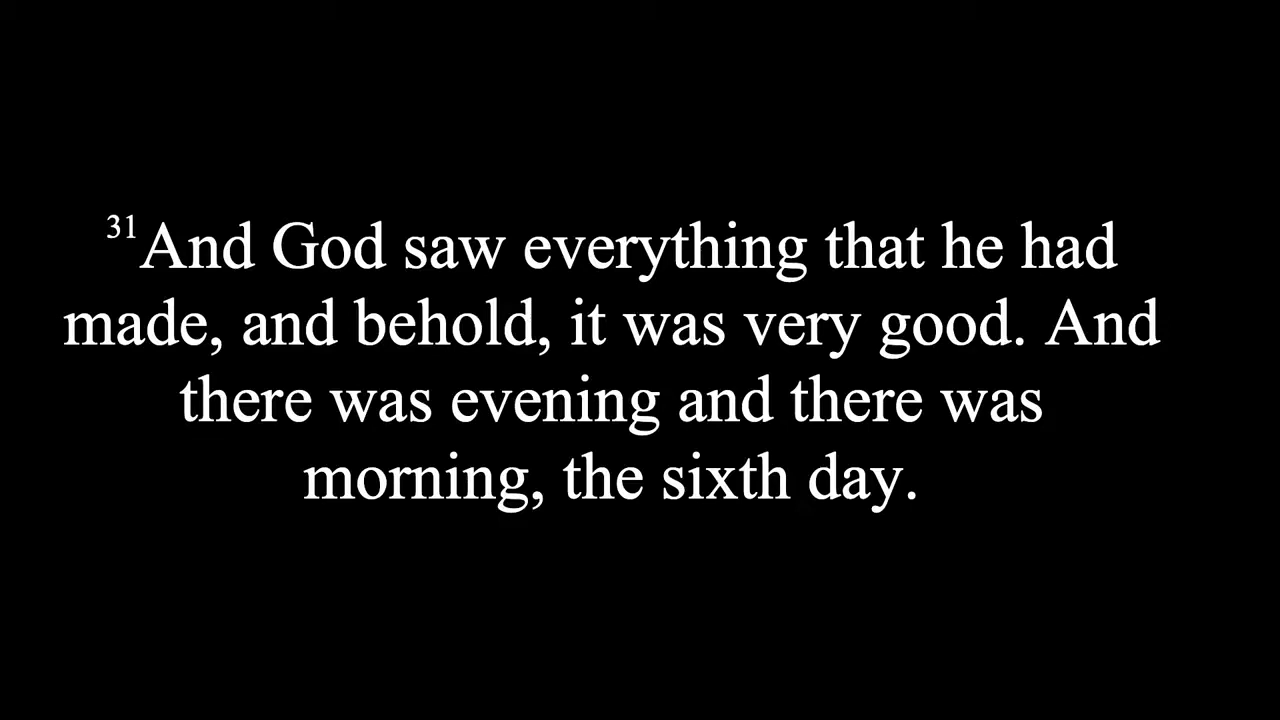 31And God saw everything that he had
made, and behold, it was very good. And
there was evening and there was
morning, the sixth day.